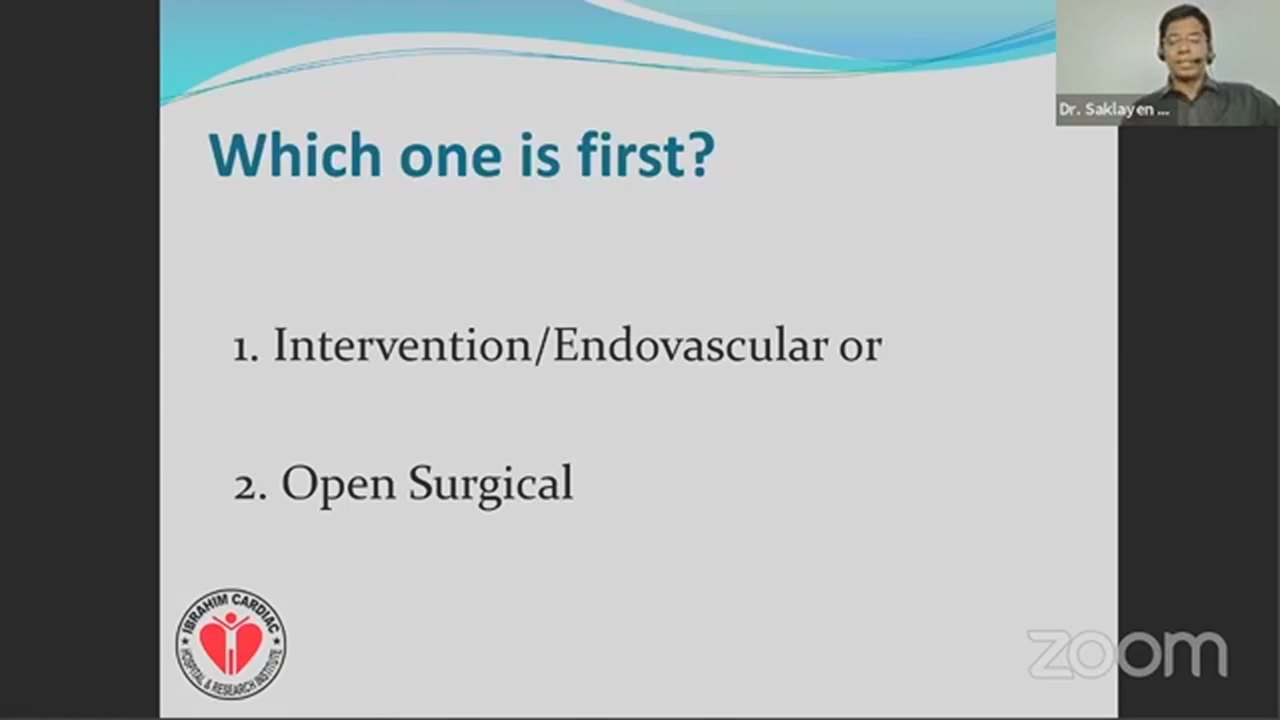 Dr. Saklayen ...
Which one is first?
1. Intervention/Endovascular or
2. Open Surgical
IBRAHIM CARDIAC
HOSPITAL & RESEARCH INSTITUTE
zoom